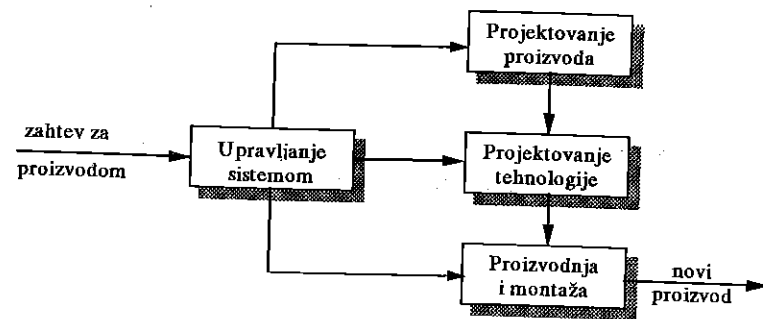 Projektovanje
proizvoda
zahtev za
proizvodom
Upravljanje
sistemom
Projektovanje
tehnologije
Proizvodnja
i montaža
novi
proizvod